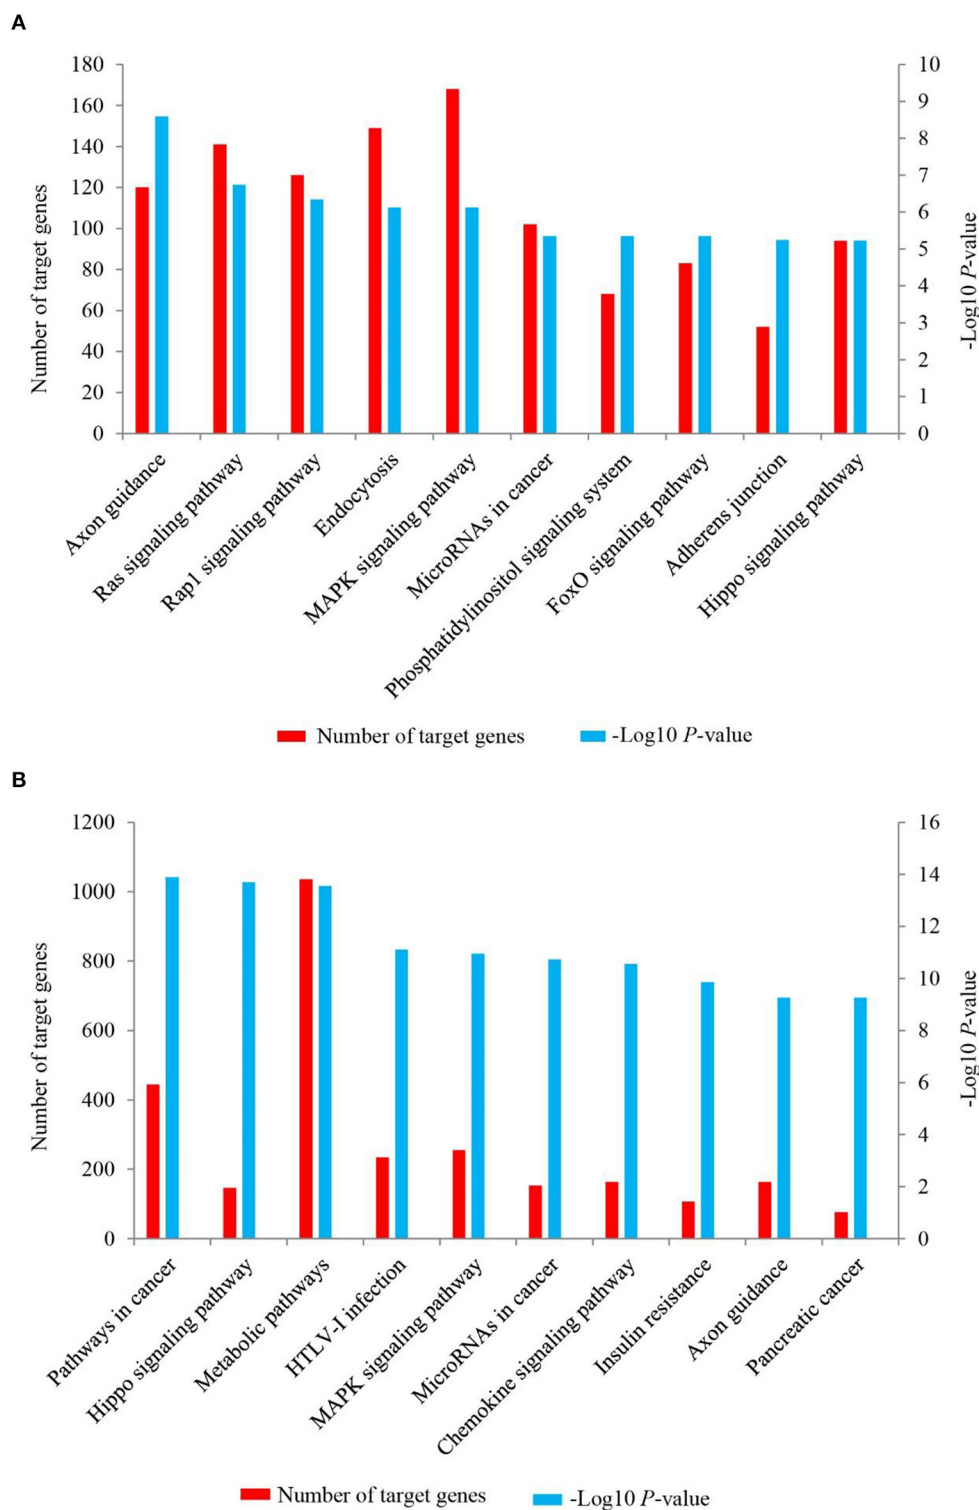 A
180
160
140
120
100
80
60
40
20
0
Number of target genes
10
9
8
7
6
5
4
3
2
1
0
-Log10 P-value
Axon guidance
Ras signaling pathway
Rap1 signaling pathway
Endocytosis
MAPK signaling pathway
MicroRNAs in cancer
Phosphatidylinositol signaling system
FoxO signaling pathway
Adherens junction
Hippo signaling pathway
Number of target genes
-Log10 P-value
B
1200
1000
800
600
400
200
0
Number of target genes
16
14
12
10
8
6
4
2
0
-Log10 P-value
Pathways in cancer
Hippo signaling pathway
Metabolic pathways
HTLV-I infection
MAPK signaling pathway
MicroRNAs in cancer
Chemokine signaling pathway
Insulin resistance
Axon guidance
Pancreatic cancer
Number of target genes
-Log10 P-value